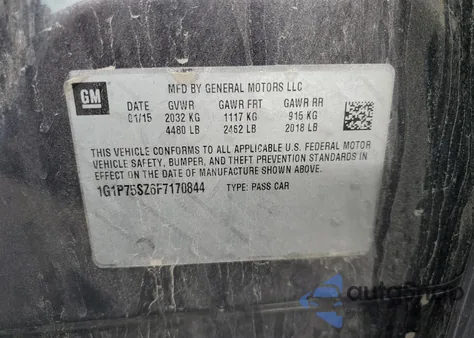 GM
MFD BY GENERAL MOTORS LLC
DATE GVWR GAWR FRT GAWR RR
01/15 2032 KG 1117 KG 915 KG
4480 LB 2462 LB 2018 LB
THIS VEHICLE CONFORMS TO ALL APPLICABLE U.S. FEDERAL MOTOR
VEHICLE SAFETY, BUMPER, AND THEFT PREVENTION STANDARDS IN
EFFECT ON THE DATE OF MANUFACTURE SHOWN ABOVE.
1G1P75SZ6F7170844 TYPE: PASS CAR